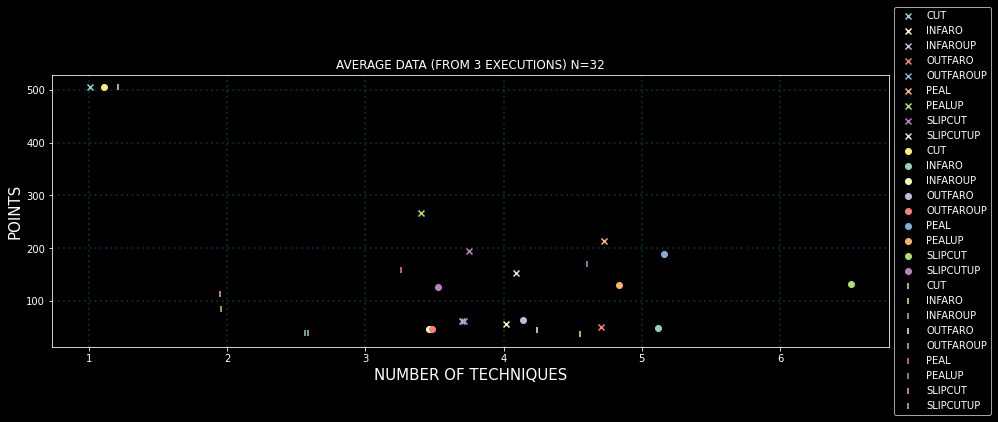 AVERAGE DATA (FROM 3 EXECUTIONS) N=32
POINTS
500
400
300
200
100
1 2 3 4 5 6
NUMBER OF TECHNIQUES
CUT
INFARO
INFAROUP
OUTFARO
OUTFAROUP
PEAL
PEALUP
SLIPCUT
SLIPCUTUP
CUT
INFARO
INFAROUP
OUTFARO
OUTFAROUP
PEAL
PEALUP
SLIPCUT
SLIPCUTUP
CUT
INFARO
INFAROUP
OUTFARO
OUTFAROUP
PEAL
PEALUP
SLIPCUT
SLIPCUTUP